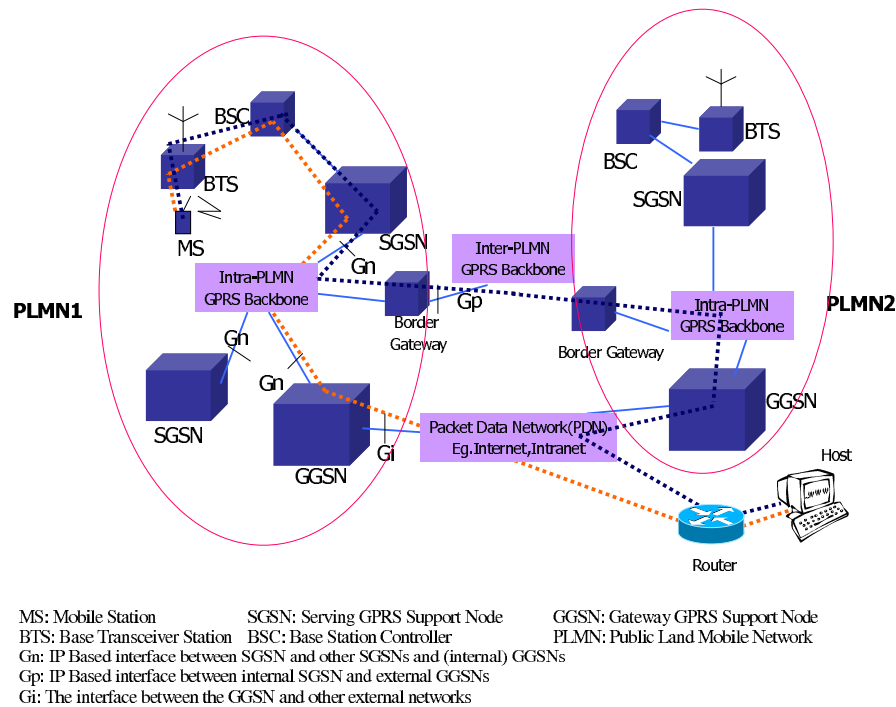 BSC
BTS
MS
SGSN
Gn
Intra-PLMN
GPRS Backbone
PLMN1
Inter-PLMN
GPRS Backbone
Gp
Border
Gateway
Gn
Gn
SGSN
GGSN
Gi
Packet Data Network(PDN)
Eg.Internet,Intranet
BSC
BTS
SGSN
Intra-PLMN
GPRS Backbone
PLMN2
Border Gateway
GGSN
Host
Router
MS: Mobile Station SGSN: Serving GPRS Support Node GGSN: Gateway GPRS Support Node
BTS: Base Transceiver Station BSC: Base Station Controller PLMN: Public Land Mobile Network
Gn: IP Based interface between SGSN and other SGSNs and (internal) GGSNs
Gp: IP Based interface between internal SGSN and external GGSNs
Gi: The interface between the GGSN and other external networks